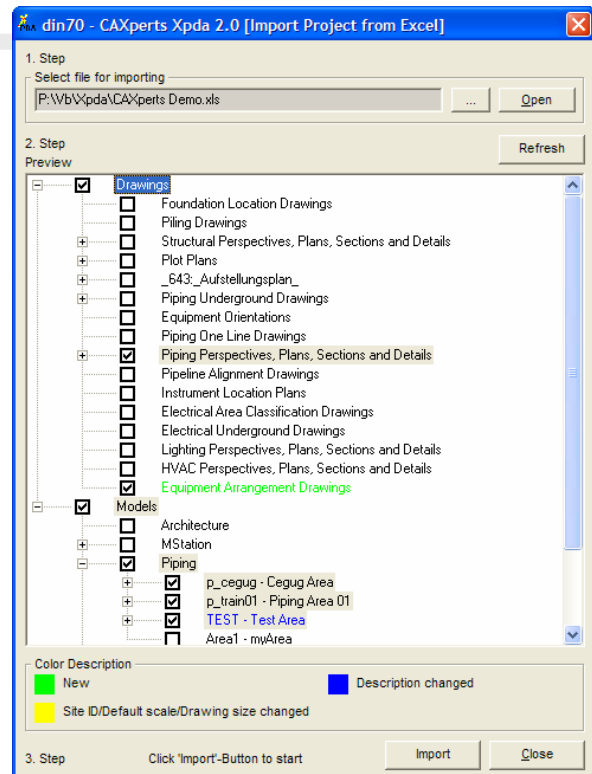 din70 - CAXperts Xpda 2.0 [Import Project from Excel]
1. Step
Select file for importing
P:\Vb\Xpda\CAXperts Demo.xls
... Open
2. Step
Refresh
Preview
Drawings
Foundation Location Drawings
Piling Drawings
Structural Perspectives, Plans, Sections and Details
Plot Plans
_643:_Aufstellungsplan_
Piping Underground Drawings
Equipment Orientations
Piping One Line Drawings
Piping Perspectives, Plans, Sections and Details
Pipeline Alignment Drawings
Instrument Location Plans
Electrical Area Classification Drawings
Electrical Underground Drawings
Lighting Perspectives, Plans, Sections and Details
HVAC Perspectives, Plans, Sections and Details
Equipment Arrangement Drawings
Models
Architecture
MStation
Piping
p_cegug - Cegug Area
p_train01 - Piping Area 01
TEST - Test Area
Area1 - myArea
Color Description
New Description changed
Site ID/Default scale/Drawing size changed
3. Step Click 'Import'-Button to start Import Close